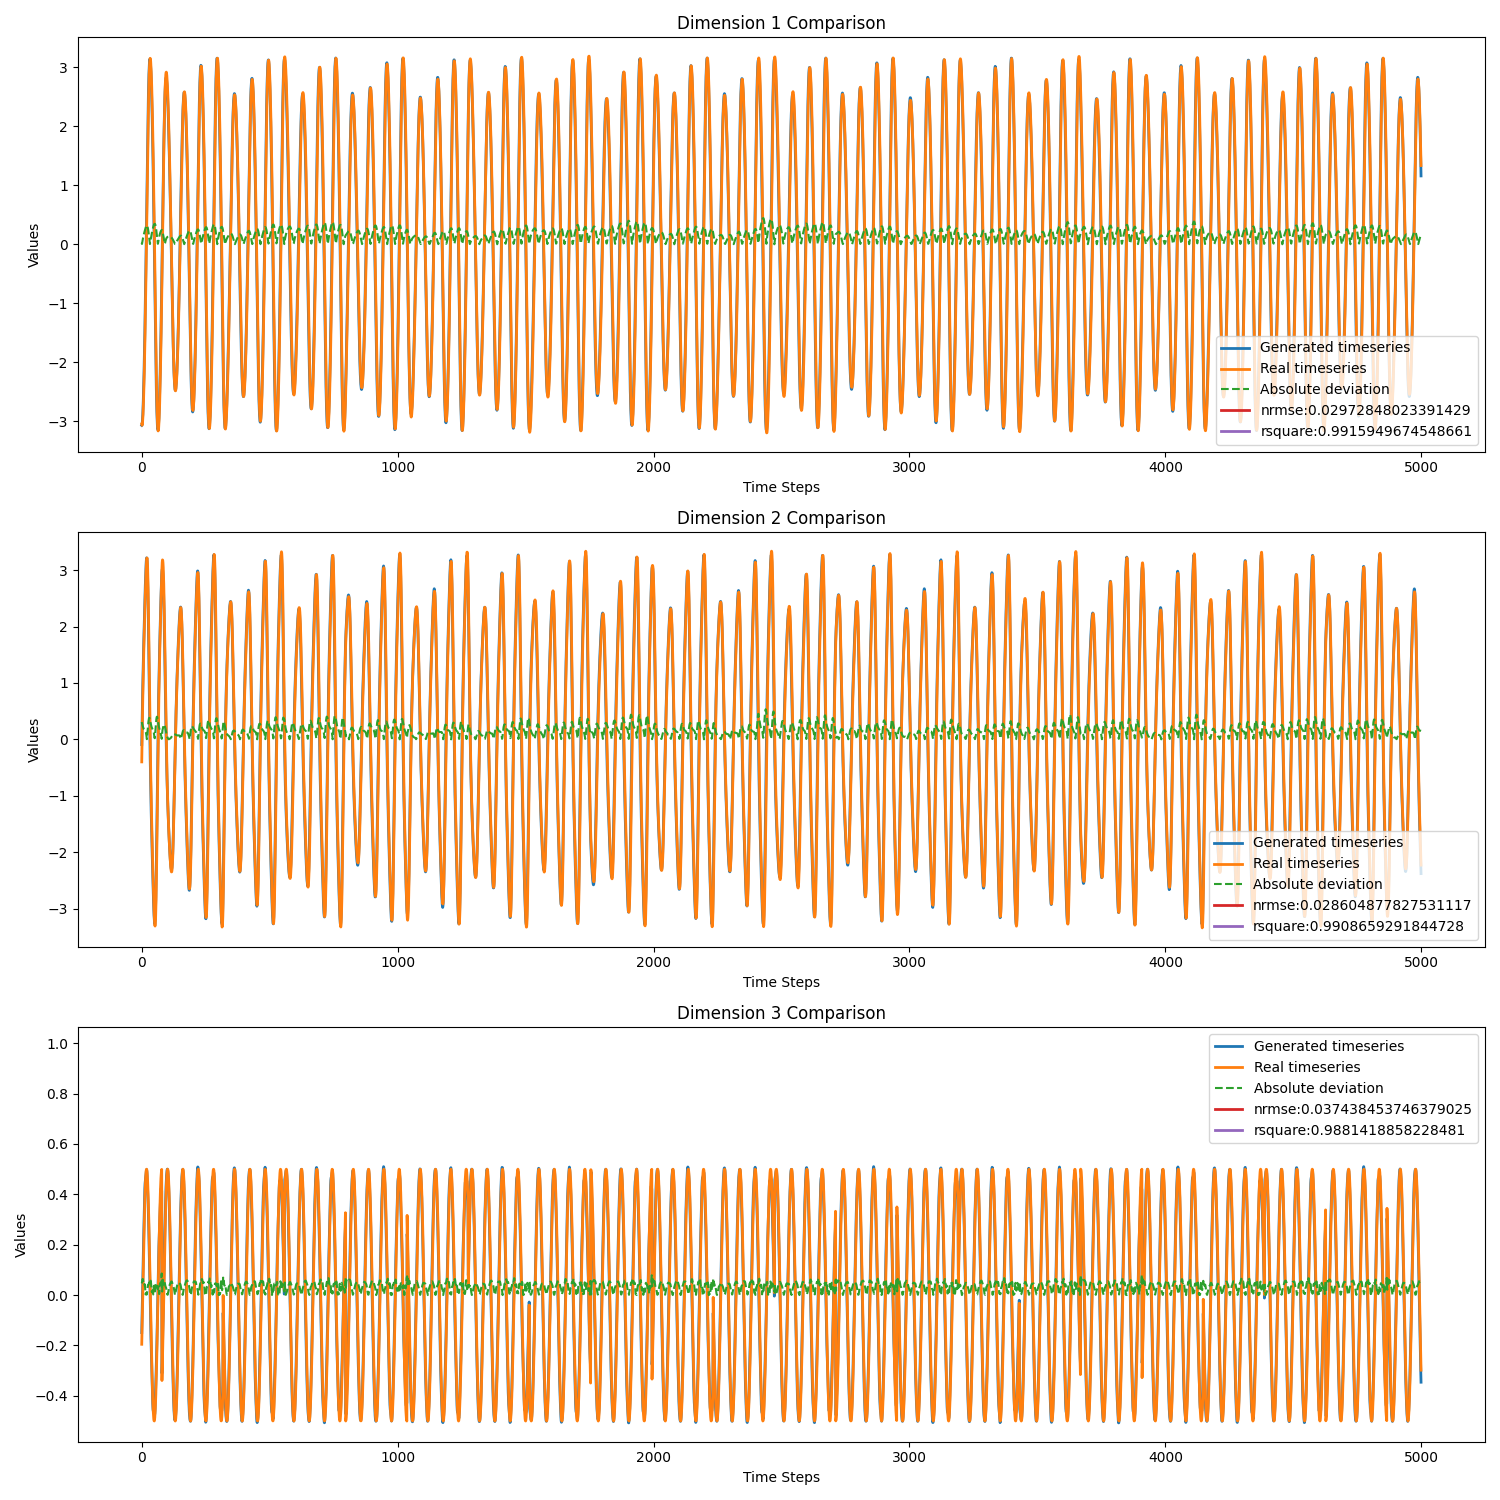 Dimension 1 Comparison
3
2
1
0
−1
−2
−3
Values
Generated timeseries
Real timeseries
Absolute deviation
nrmse:0.02972848023391429
rsquare:0.9915949674548661
0
1000
2000
3000
4000
5000
Time Steps
Dimension 2 Comparison
3
2
1
0
−1
−2
−3
Values
Generated timeseries
Real timeseries
Absolute deviation
nrmse:0.028604877827531117
rsquare:0.9908659291844728
0
1000
2000
3000
4000
5000
Time Steps
Dimension 3 Comparison
1.0
0.8
0.6
0.4
0.2
0.0
−0.2
−0.4
Values
Generated timeseries
Real timeseries
Absolute deviation
nrmse:0.037438453746379025
rsquare:0.9881418858228481
0
1000
2000
3000
4000
5000
Time Steps